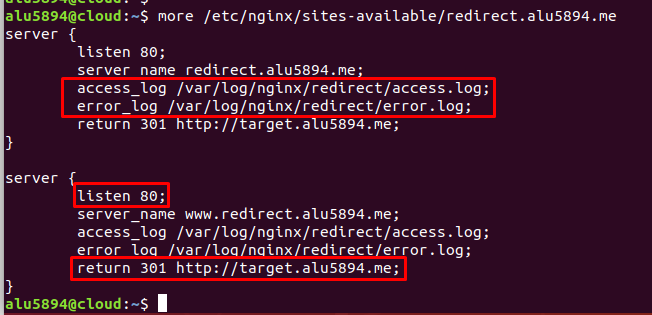 alu5894@cloud:~$ more /etc/nginx/sites-available/redirect.alu5894.me
server {
        listen 80;
        server_name redirect.alu5894.me;
        access_log /var/log/nginx/redirect/access.log;
        error_log /var/log/nginx/redirect/error.log;
        return 301 http://target.alu5894.me;
}

server {
        listen 80;
        server_name www.redirect.alu5894.me;
        access_log /var/log/nginx/redirect/access.log;
        error_log /var/log/nginx/redirect/error.log;
        return 301 http://target.alu5894.me;
}
alu5894@cloud:~$